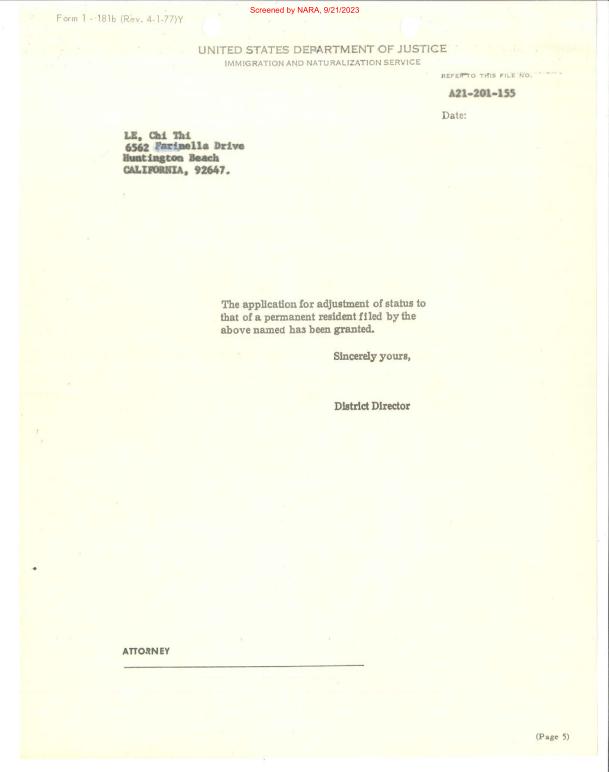 Screened by NARA, 9/21/2023
Form I - 181b (Rev. 4-1-77)Y
UNITED STATES DEPARTMENT OF JUSTICE
IMMIGRATION AND NATURALIZATION SERVICE
REFER TO THIS FILE NO.
A21-201-155
Date:
LE, Chi Thi
6562 Farinella Drive
Huntington Beach
CALIFORNIA, 92647.
The application for adjustment of status to
that of a permanent resident filed by the
above named has been granted.
Sincerely yours,
District Director
ATTORNEY
(Page 5)